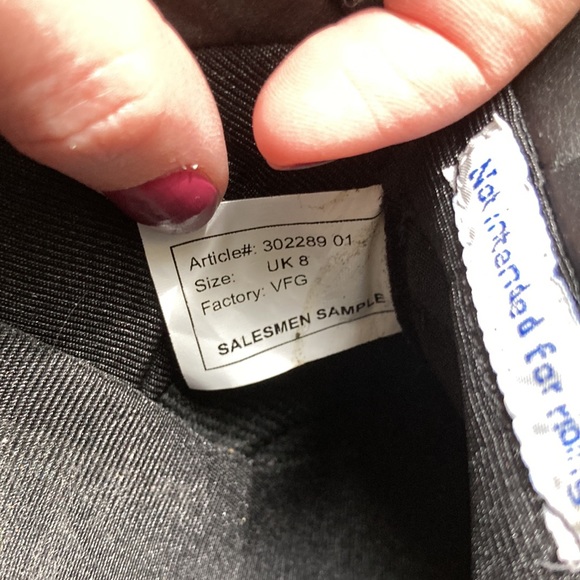 Article#: 302289 01
Size: UK 8
Factory: VFG
SALESMEN SAMPLE
Not intended for